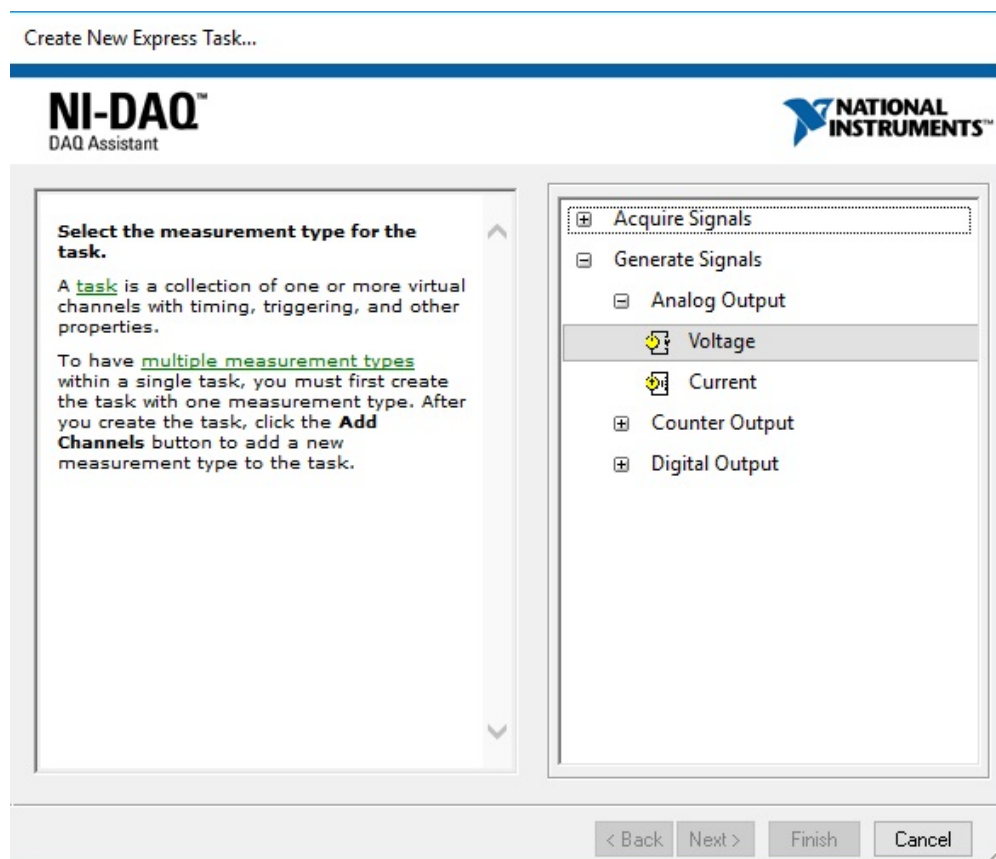 Create New Express Task...
NI-DAQ™
DAQ Assistant
NATIONAL
INSTRUMENTS™
Select the measurement type for the
task.
A task is a collection of one or more virtual
channels with timing, triggering, and other
properties.
To have multiple measurement types
within a single task, you must first create
the task with one measurement type. After
you create the task, click the Add
Channels button to add a new
measurement type to the task.
Acquire Signals
Generate Signals
Analog Output
Voltage
Current
Counter Output
Digital Output
< Back Next > Finish Cancel